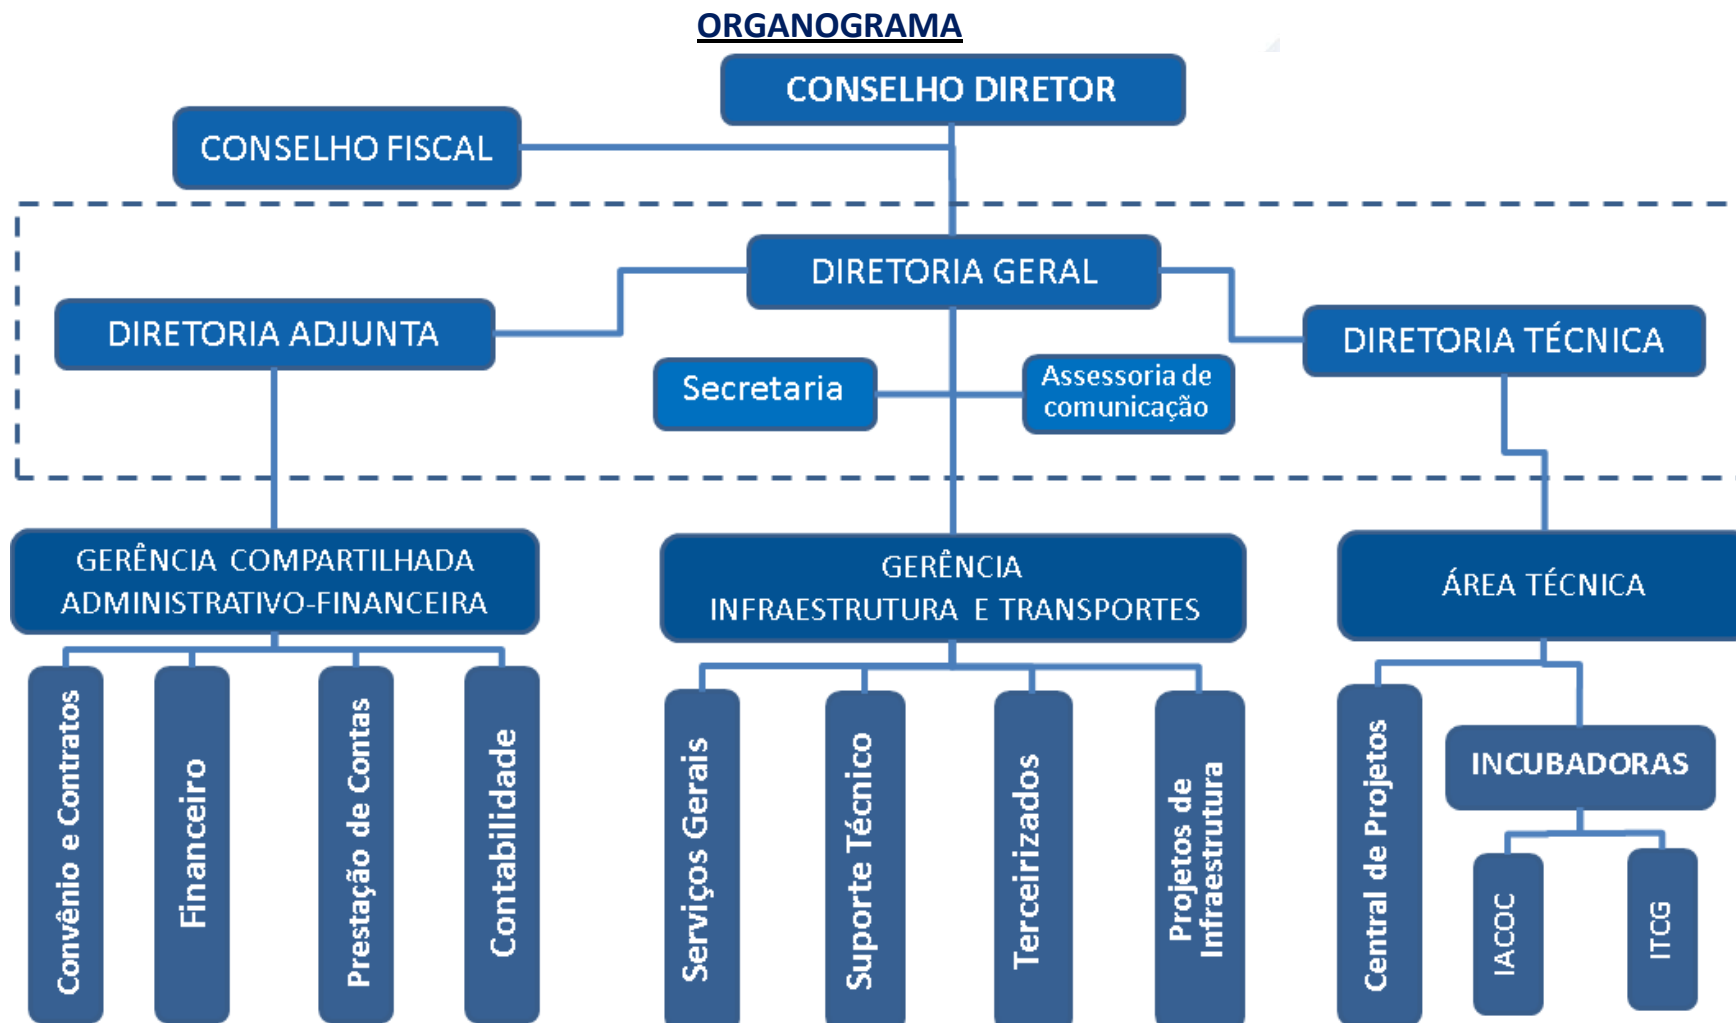 ORGANOGRAMA
CONSELHO DIRETOR
CONSELHO FISCAL
DIRETORIA GERAL
DIRETORIA ADJUNTA
DIRETORIA TÉCNICA
Secretaria
Assessoria de
comunicação
GERÊNCIA COMPARTILHADA
ADMINISTRATIVO-FINANCEIRA
GERÊNCIA
INFRAESTRUTURA E TRANSPORTES
ÁREA TÉCNICA
Convênio e Contratos
Financeiro
Prestação de Contas
Contabilidade
Serviços Gerais
Suporte Técnico
Terceirizados
Projetos de
Infraestrutura
Central de Projetos
INCUBADORAS
IACOC
ITCG